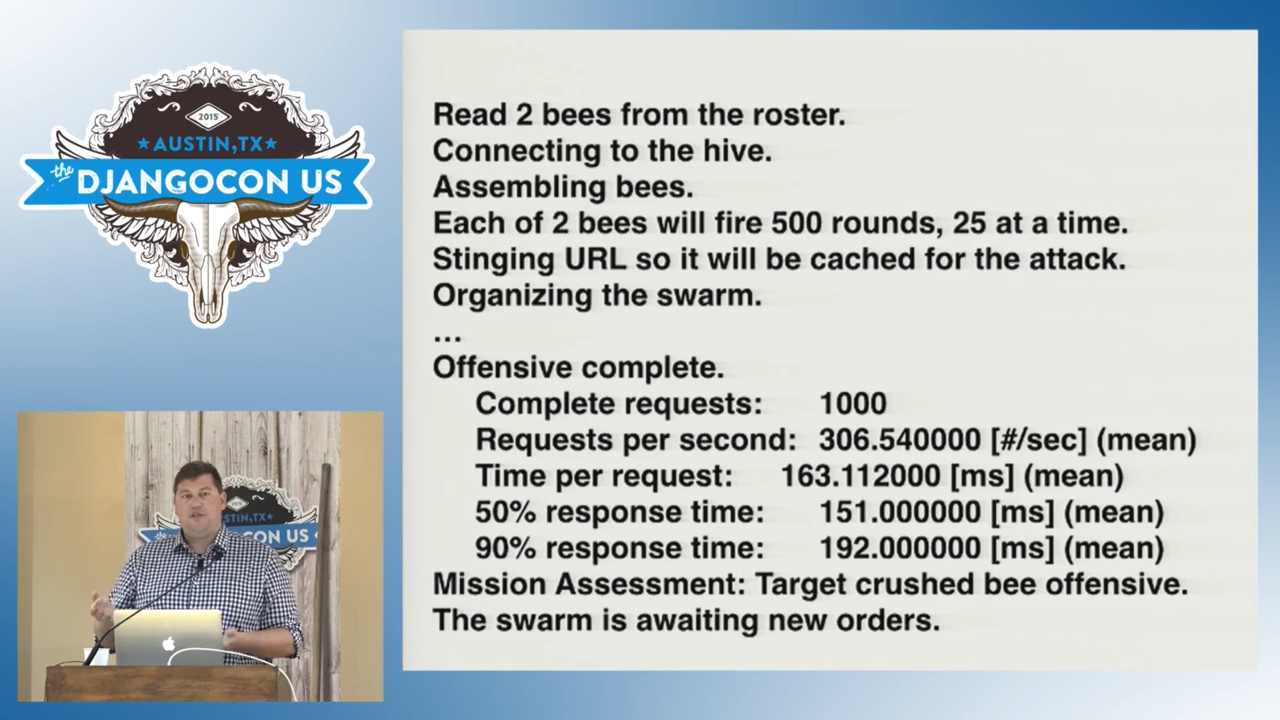 2015
AUSTIN, TX
the
DJANGOCON US
Read 2 bees from the roster.
Connecting to the hive.
Assembling bees.
Each of 2 bees will fire 500 rounds, 25 at a time.
Stinging URL so it will be cached for the attack.
Organizing the swarm.
...
Offensive complete.
Complete requests: 1000
Requests per second: 306.540000 [#/sec] (mean)
Time per request: 163.112000 [ms] (mean)
50% response time: 151.000000 [ms] (mean)
90% response time: 192.000000 [ms] (mean)
Mission Assessment: Target crushed bee offensive.
The swarm is awaiting new orders.
STIN, TX
CON US